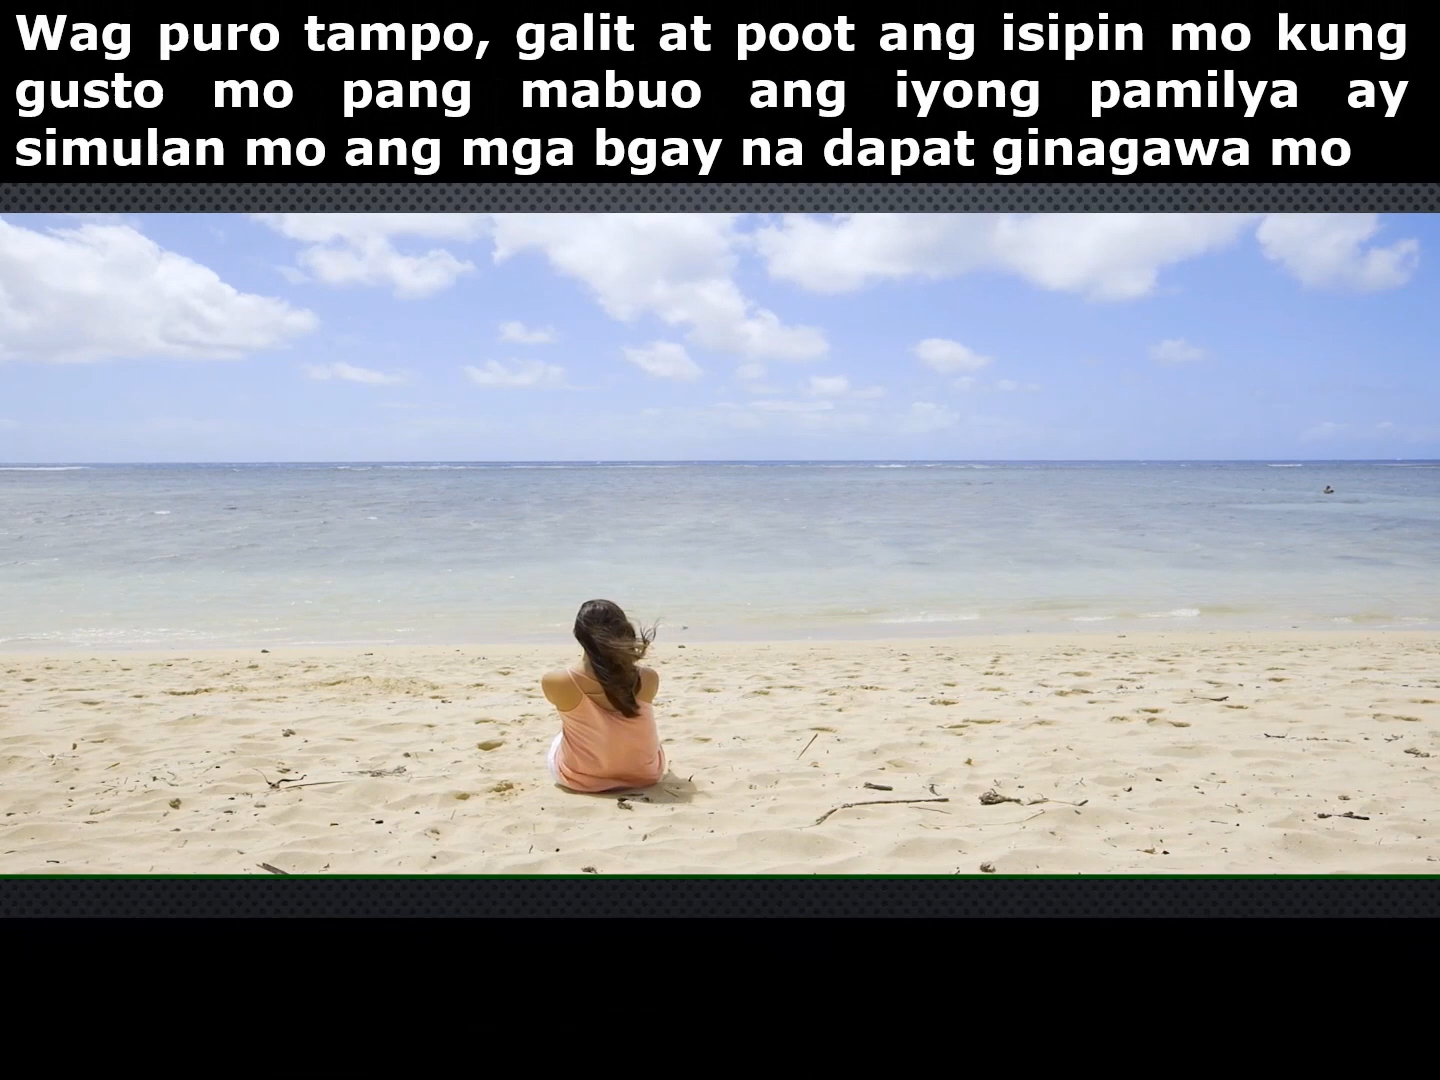 Wag puro tampo, galit at poot ang isipin mo kung
gusto mo pang mabuo ang iyong pamilya ay
simulan mo ang mga bgay na dapat ginagawa mo